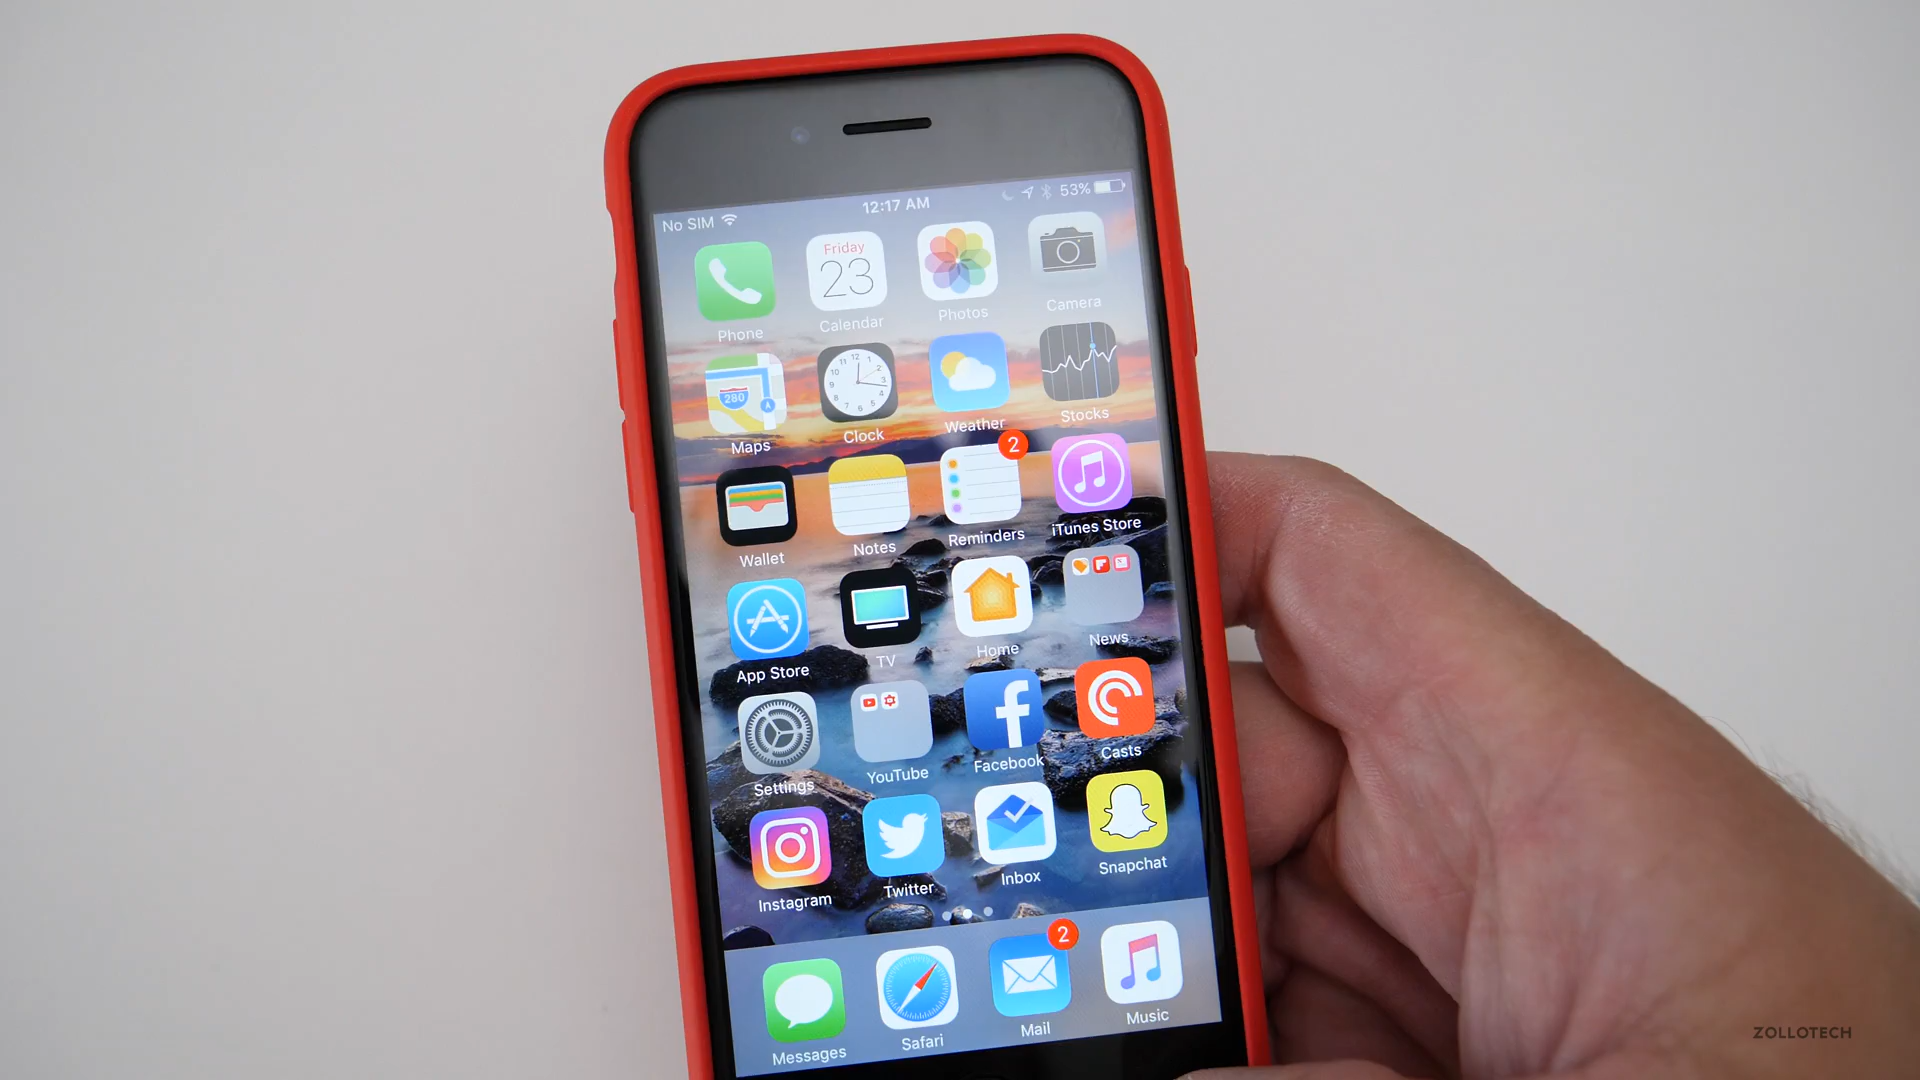 No SIM 12:17 AM 53%
Friday
23
Phone Calendar Photos Camera
280
Maps Clock Weather Stocks
2
Wallet Notes Reminders iTunes Store
App Store TV Home News
Settings YouTube Facebook Casts
Instagram Twitter Inbox Snapchat
2
Messages Safari Mail Music
ZOLLOTECH